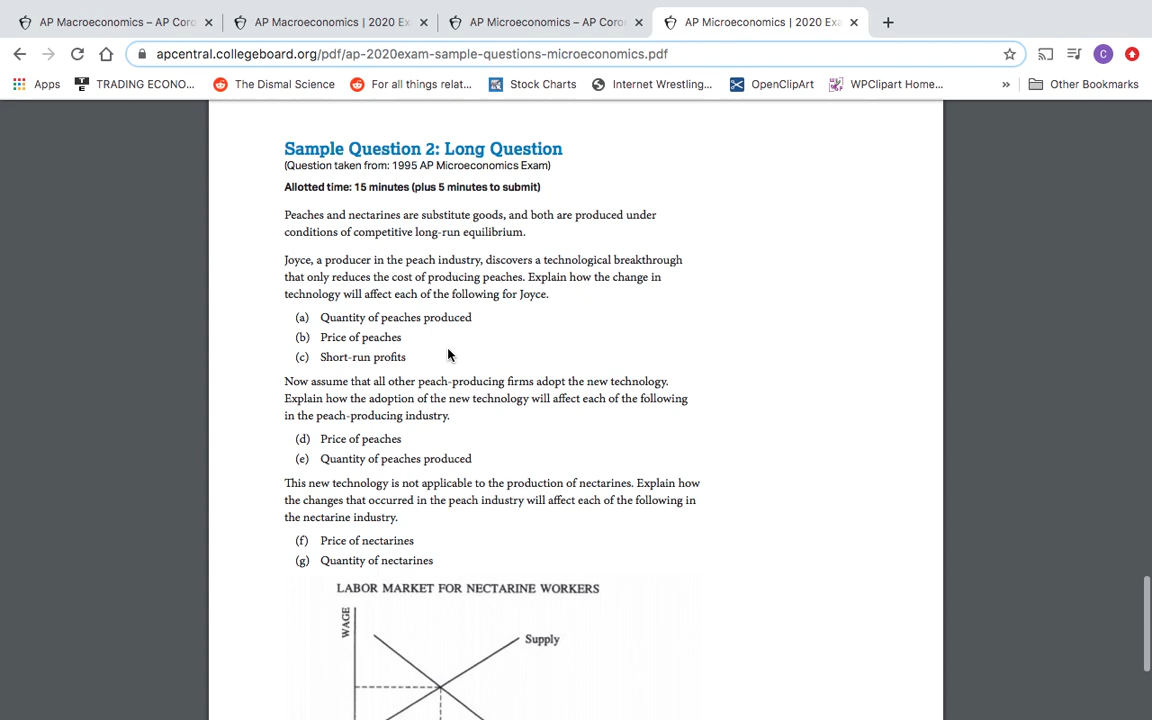 AP Macroeconomics – AP Coro
AP Macroeconomics | 2020 Ex
AP Microeconomics – AP Coro
AP Microeconomics | 2020 Exa
apcentral.collegeboard.org/pdf/ap-2020exam-sample-questions-microeconomics.pdf
C
Apps
TRADING ECONO...
The Dismal Science
For all things relat...
Stock Charts
Internet Wrestling...
OpenClipArt
WPClipart Home...
»
Other Bookmarks
Sample Question 2: Long Question
(Question taken from: 1995 AP Microeconomics Exam)
Allotted time: 15 minutes (plus 5 minutes to submit)
Peaches and nectarines are substitute goods, and both are produced under
conditions of competitive long-run equilibrium.
Joyce, a producer in the peach industry, discovers a technological breakthrough
that only reduces the cost of producing peaches. Explain how the change in
technology will affect each of the following for Joyce.
(a) Quantity of peaches produced
(b) Price of peaches
(c) Short-run profits
Now assume that all other peach-producing firms adopt the new technology.
Explain how the adoption of the new technology will affect each of the following
in the peach-producing industry.
(d) Price of peaches
(e) Quantity of peaches produced
This new technology is not applicable to the production of nectarines. Explain how
the changes that occurred in the peach industry will affect each of the following in
the nectarine industry.
(f) Price of nectarines
(g) Quantity of nectarines
LABOR MARKET FOR NECTARINE WORKERS
WAGE
Supply